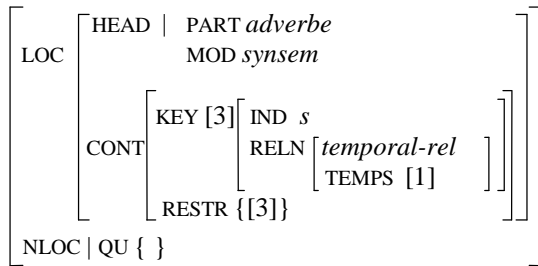 HEAD | PART adverbe
LOC MOD synsem
KEY [3] IND s
CONT RELN temporal-rel
TEMPS [1]
RESTR {[3]}
NLOC | QU { }